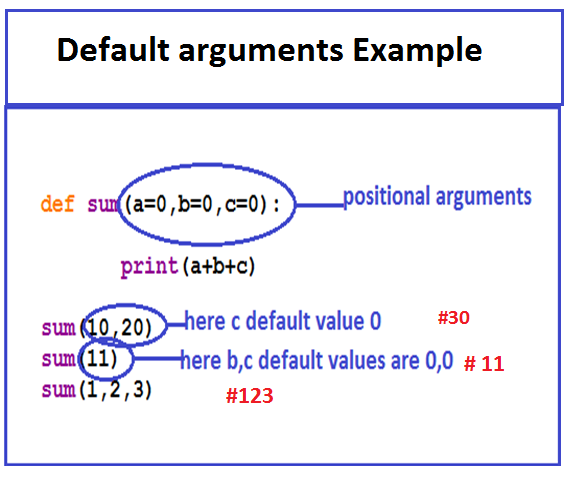 Default arguments Example
def sum(a=0,b=0,c=0): positional arguments
print(a+b+c)
sum(10,20) here c default value 0 #30
sum(11) here b,c default values are 0,0 # 11
sum(1,2,3) #123